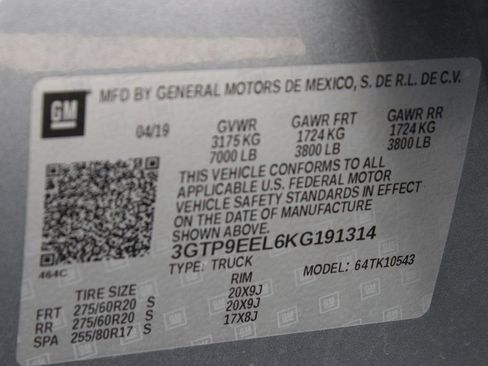 GM
MFD BY GENERAL MOTORS DE MEXICO, S. DE R.L. DE C.V.
04/19 GVWR GAWR FRT GAWR RR
3175 KG 1724 KG 1724 KG
7000 LB 3800 LB 3800 LB
THIS VEHICLE CONFORMS TO ALL
APPLICABLE U.S. FEDERAL MOTOR
VEHICLE SAFETY STANDARDS IN EFFECT
ON THE DATE OF MANUFACTURE
SHOWN ABOVE.
464C
3GTP9EEL6KG191314
TYPE: TRUCK MODEL: 64TK10543
TIRE SIZE RIM
FRT 275/60R20 S 20X9J
RR 275/60R20 S 20X9J
SPA 255/80R17 S 17X8J